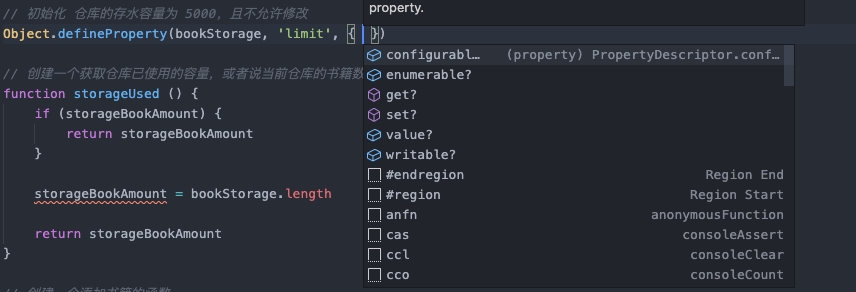 property.
// 初始化 仓库的存水容量为 5000，且不允许修改
Object.defineProperty(bookStorage, 'limit', { })
configurabl… (property) PropertyDescriptor.conf…
enumerable?
get?
set?
value?
writable?
#endregion Region End
#region Region Start
anfn anonymousFunction
cas consoleAssert
ccl consoleClear
cco consoleCount
// 创建一个获取仓库已使用的容量，或者说当前仓库的书籍数
function storageUsed () {
if (storageBookAmount) {
return storageBookAmount
}
storageBookAmount = bookStorage.length
return storageBookAmount
}